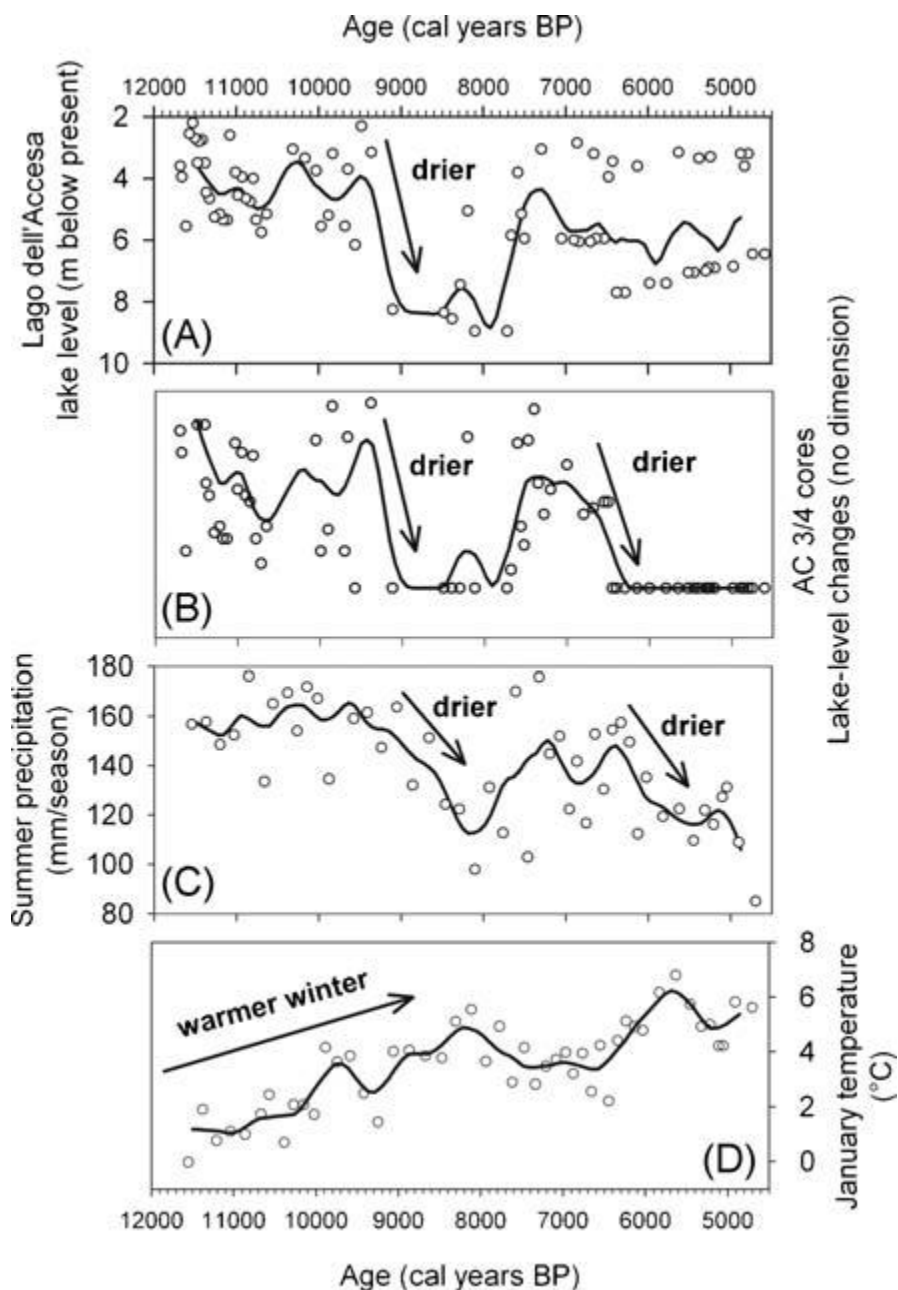 Age (cal years BP)
12000 11000 10000 9000 8000 7000 6000 5000
Lago dell'Accesa
lake level (m below present)
2
4
6
8
10
drier
(A)
AC 3/4 cores
Lake-level changes (no dimension)
drier
drier
(B)
Summer precipitation
(mm/season)
180
160
140
120
100
80
drier
drier
(C)
January temperature
(°C)
8
6
4
2
0
warmer winter
(D)
12000 11000 10000 9000 8000 7000 6000 5000
Age (cal years BP)